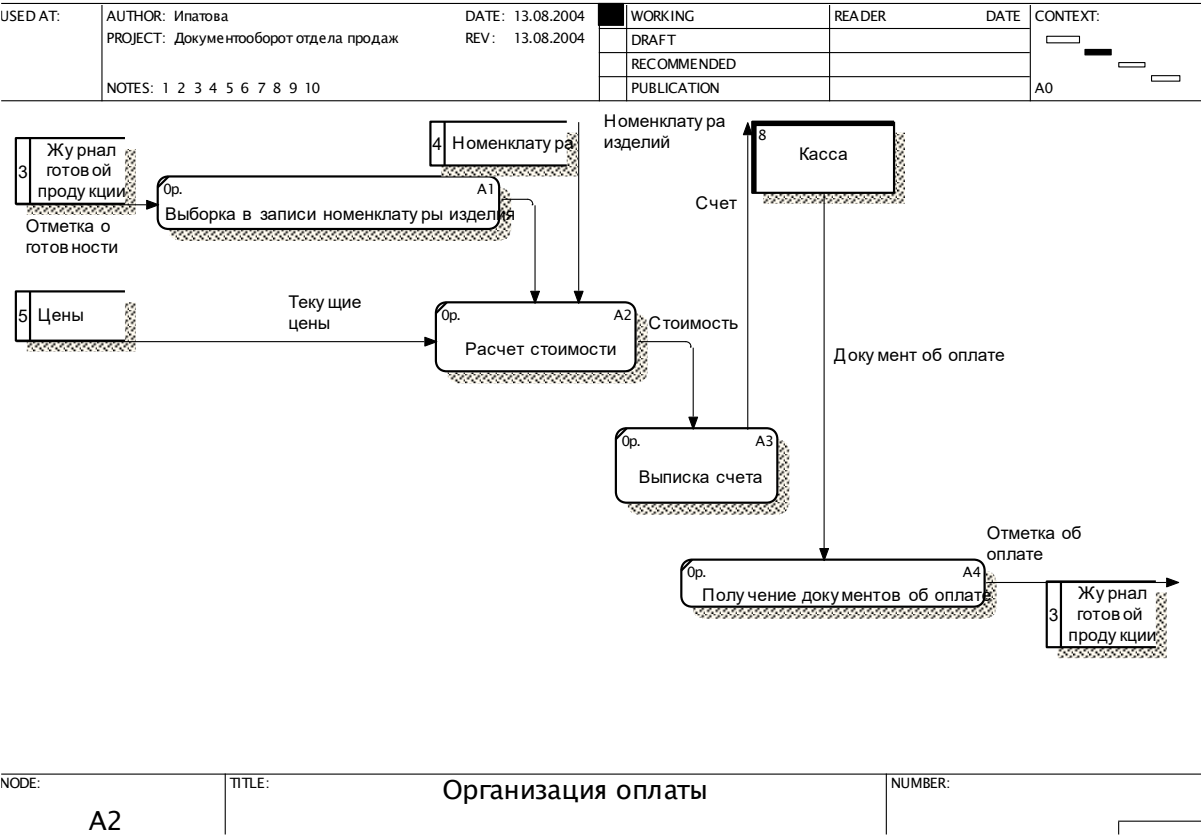 USED AT:
AUTHOR: Ипатова
DATE: 13.08.2004
WORKING
READER
DATE
CONTEXT:
PROJECT: Документооборот отдела продаж
REV: 13.08.2004
DRAFT
RECOMMENDED
NOTES: 1 2 3 4 5 6 7 8 9 10
PUBLICATION
A0
3
Журнал
готовой
продукции
Отметка о
готовности
4
Номенклатура
Номенклатура
изделий
8
Касса
0р.
A1
Выборка в записи номенклатуры изделия
Счет
5
Цены
Текущие
цены
0р.
A2
Расчет стоимости
Стоимость
Документ об оплате
0р.
A3
Выписка счета
0р.
A4
Получение документов об оплате
Отметка об
оплате
3
Журнал
готовой
продукции
NODE:
A2
TITLE:
Организация оплаты
NUMBER: